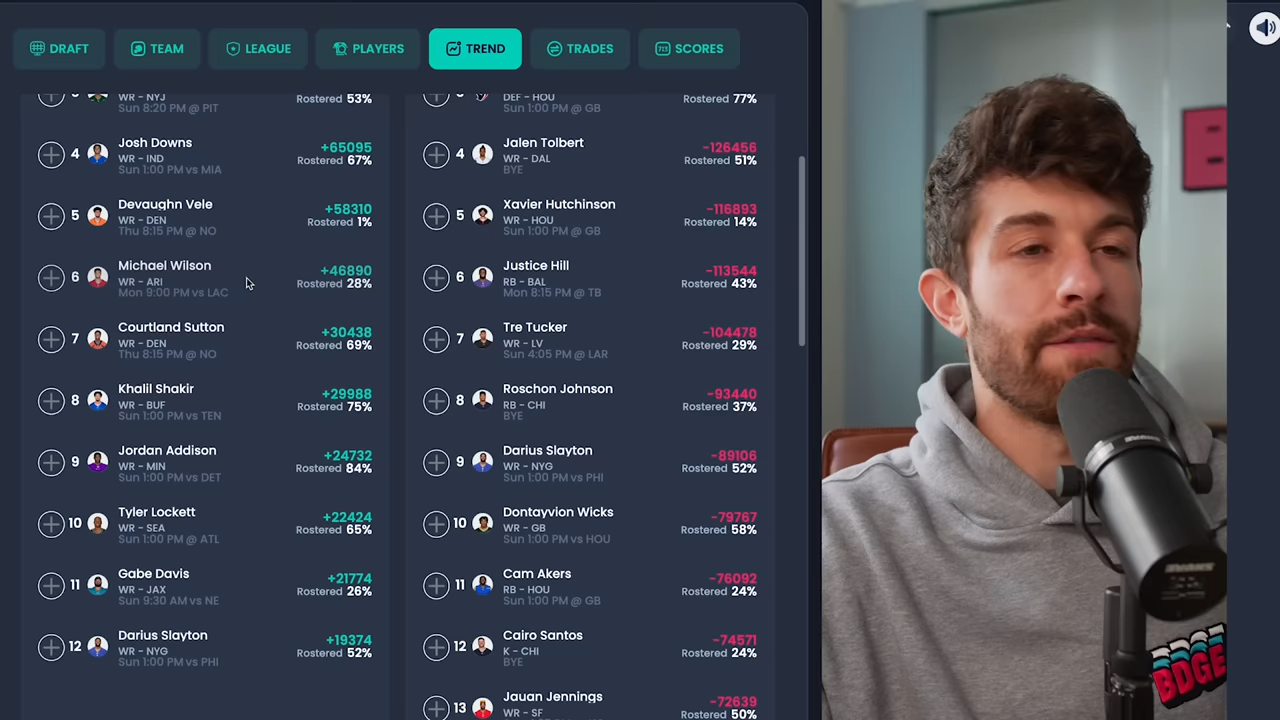 DRAFT
TEAM
LEAGUE
PLAYERS
TREND
TRADES
SCORES
WR - NYJ
Sun 8:20 PM @ PIT
Rostered 53%
4
Josh Downs
WR - IND
Sun 1:00 PM vs MIA
+65095
Rostered 67%
5
Devaughn Vele
WR - DEN
Thu 8:15 PM @ NO
+58310
Rostered 1%
6
Michael Wilson
WR - ARI
Mon 9:00 PM vs LAC
+46890
Rostered 28%
7
Courtland Sutton
WR - DEN
Thu 8:15 PM @ NO
+30438
Rostered 69%
8
Khalil Shakir
WR - BUF
Sun 1:00 PM vs TEN
+29988
Rostered 75%
9
Jordan Addison
WR - MIN
Sun 1:00 PM vs DET
+24732
Rostered 84%
10
Tyler Lockett
WR - SEA
Sun 1:00 PM @ ATL
+22424
Rostered 65%
11
Gabe Davis
WR - JAX
Sun 9:30 AM vs NE
+21774
Rostered 26%
12
Darius Slayton
WR - NYG
Sun 1:00 PM vs PHI
+19374
Rostered 52%
DEF - HOU
Sun 1:00 PM @ GB
Rostered 77%
4
Jalen Tolbert
WR - DAL
BYE
-126456
Rostered 51%
5
Xavier Hutchinson
WR - HOU
Sun 1:00 PM @ GB
-116893
Rostered 14%
6
Justice Hill
RB - BAL
Mon 8:15 PM @ TB
-113544
Rostered 43%
7
Tre Tucker
WR - LV
Sun 4:05 PM @ LAR
-104478
Rostered 29%
8
Roschon Johnson
RB - CHI
BYE
-93440
Rostered 37%
9
Darius Slayton
WR - NYG
Sun 1:00 PM vs PHI
-89106
Rostered 52%
10
Dontayvion Wicks
WR - GB
Sun 1:00 PM vs HOU
-79767
Rostered 58%
11
Cam Akers
RB - HOU
Sun 1:00 PM @ GB
-76092
Rostered 24%
12
Cairo Santos
K - CHI
BYE
-74571
Rostered 24%
13
Jauan Jennings
WR - SF
-72639
Rostered 50%
BDGE